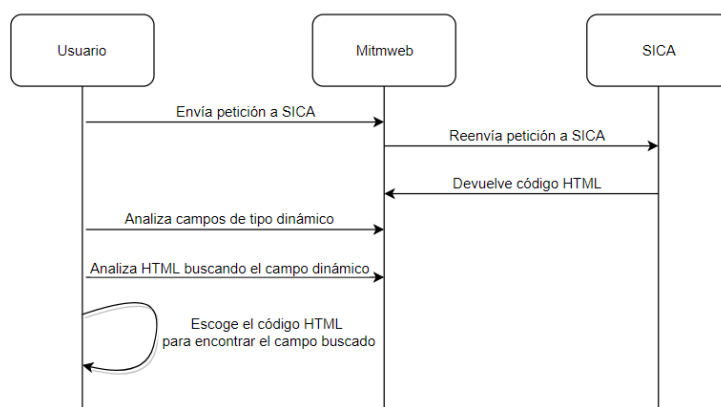 Usuario
Mitmweb
SICA
Envía petición a SICA
Reenvía petición a SICA
Devuelve código HTML
Analiza campos de tipo dinámico
Analiza HTML buscando el campo dinámico
Escoge el código HTML
para encontrar el campo buscado